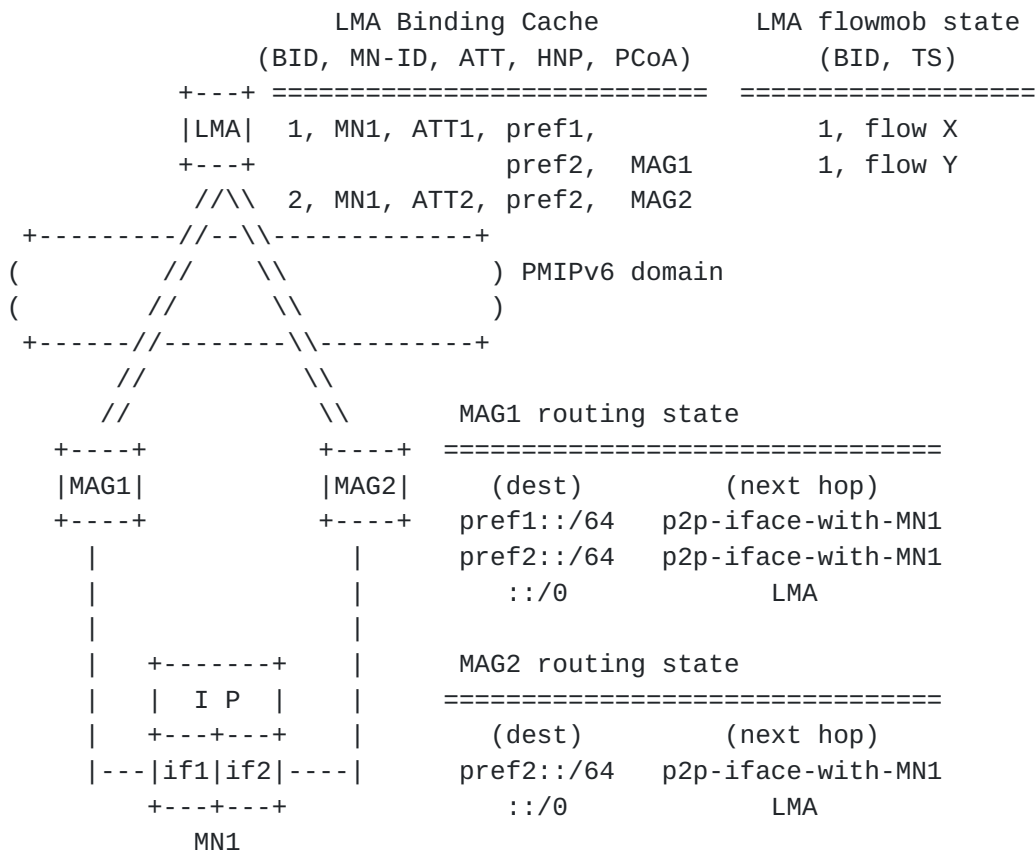 LMA Binding Cache          LMA flowmob state
                 (BID, MN-ID, ATT, HNP, PCoA)        (BID, TS)
            +---+ ============================  ===================
            |LMA|  1, MN1, ATT1, pref1,              1, flow X
            +---+                pref2,  MAG1        1, flow Y
             //\\  2, MN1, ATT2, pref2,  MAG2
  +---------//--\\-------------+
 (         //    \\             ) PMIPv6 domain
 (        //      \\            )
  +------//--------\\----------+
        //          \\
       //            \\       MAG1 routing state
    +----+           +----+  ================================
    |MAG1|           |MAG2|     (dest)         (next hop)
    +----+           +----+   pref1::/64   p2p-iface-with-MN1
      |                |      pref2::/64   p2p-iface-with-MN1
      |                |         ::/0             LMA
      |                |
      |   +-------+    |      MAG2 routing state
      |   |  I P  |    |     ================================
      |   +---+---+    |        (dest)         (next hop)
      |---|if1|if2|----|      pref2::/64   p2p-iface-with-MN1
          +---+---+              ::/0             LMA
             MN1